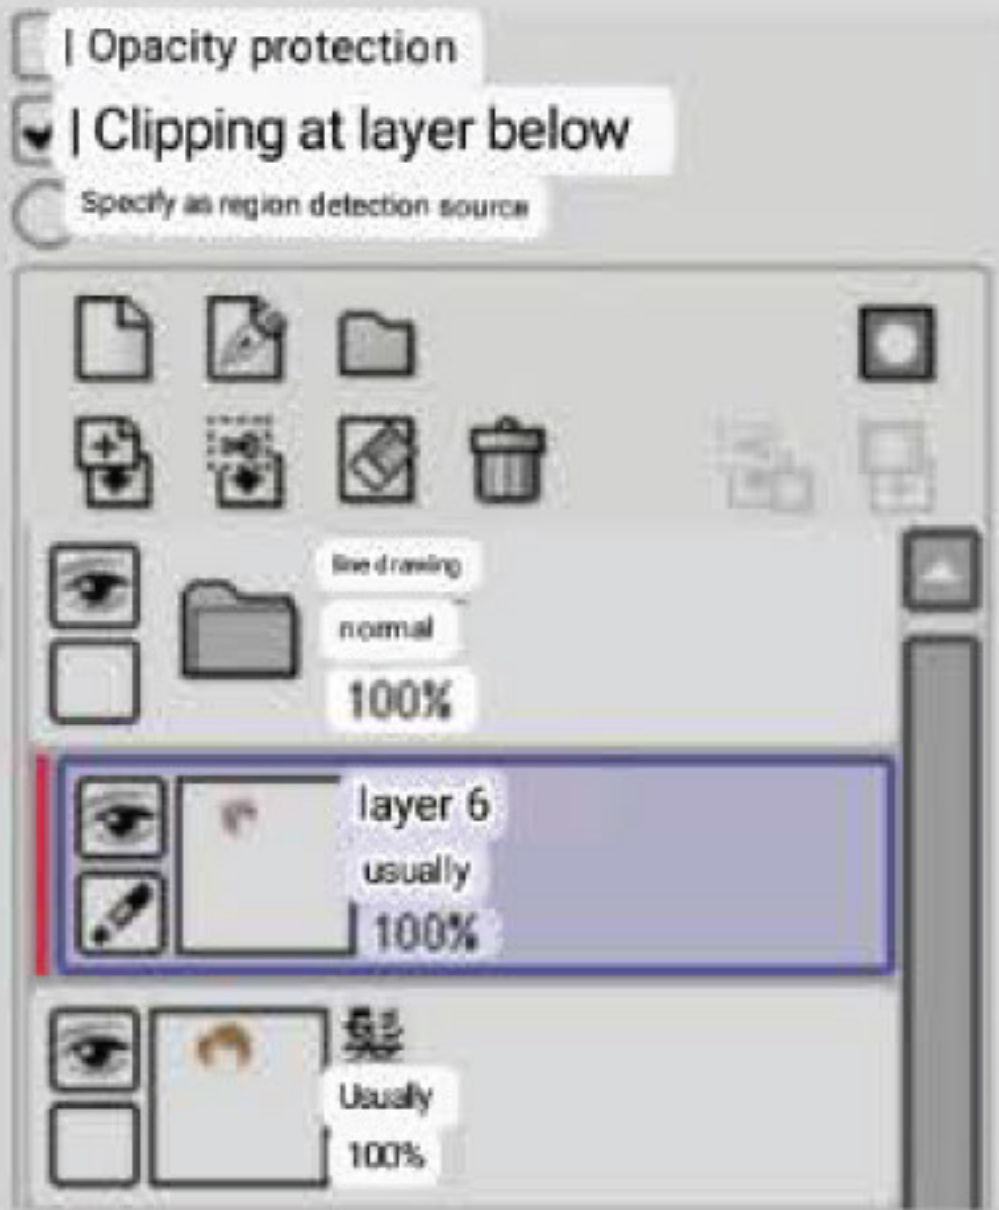 | Opacity protection
| Clipping at layer below
Specify as region detection source
line drawing
normal
100%
layer 6
usually
100%
Usually
100%